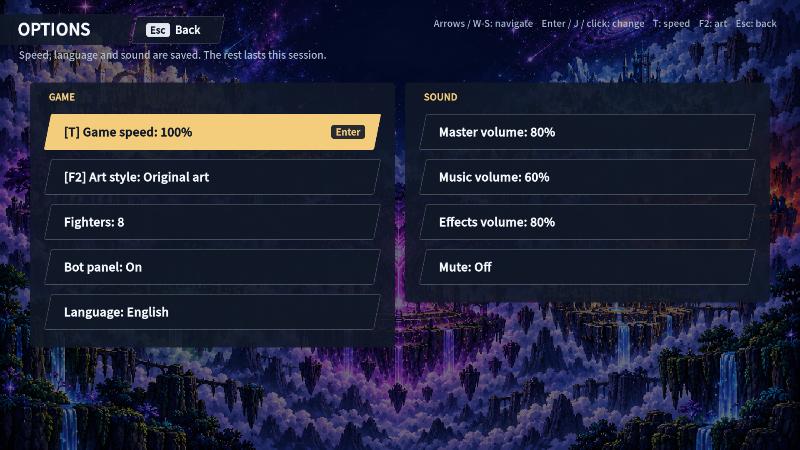 OPTIONS
Esc Back
Arrows / W-S: navigate Enter / J / click: change T: speed F2: art Esc: back
Speed, language and sound are saved. The rest lasts this session.
GAME
[T] Game speed: 100% Enter
[F2] Art style: Original art
Fighters: 8
Bot panel: On
Language: English
SOUND
Master volume: 80%
Music volume: 60%
Effects volume: 80%
Mute: Off